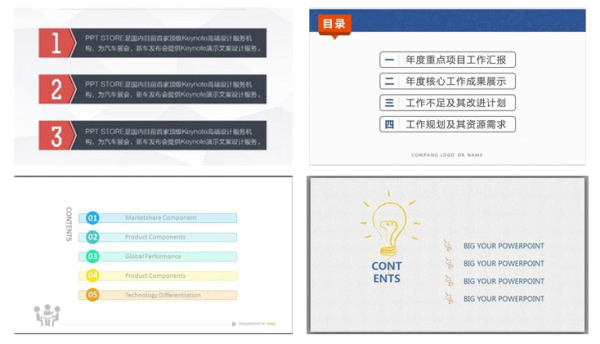 1
PPT STORE是国内目前首家顶级Keynote高端设计服务机
构，为汽车展会、新车发布会提供Keynote演示文案设计服务。
2
PPT STORE是国内目前首家顶级Keynote高端设计服务机
构，为汽车展会、新车发布会提供Keynote演示文案设计服务。
3
PPT STORE是国内目前首家顶级Keynote高端设计服务机
构，为汽车展会、新车发布会提供Keynote演示文案设计服务。
目录
一 年度重点项目工作汇报
二 年度核心工作成果展示
三 工作不足及其改进计划
四 工作规划及其资源需求
COMPANG LOGO OR NAME
CONTENTS
01 Marketshare Component
02 Product Components
03 Global Performance
04 Product Components
05 Technology Differentiation
CONT
ENTS
BIG YOUR POWERPOINT
BIG YOUR POWERPOINT
BIG YOUR POWERPOINT
BIG YOUR POWERPOINT